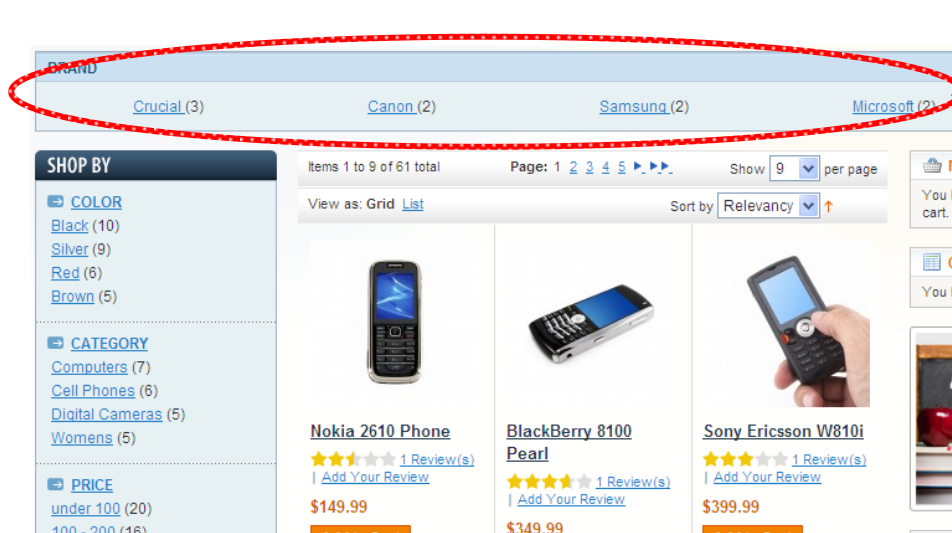 BRAND
Crucial (3) Canon (2) Samsung (2) Microsoft (2)
SHOP BY
COLOR
Black (10)
Silver (9)
Red (6)
Brown (5)
CATEGORY
Computers (7)
Cell Phones (6)
Digital Cameras (5)
Womens (5)
PRICE
under 100 (20)
100 - 200 (16)
Items 1 to 9 of 61 total Page: 1 2 3 4 5 Show 9 per page
View as: Grid List Sort by Relevancy
Nokia 2610 Phone
1 Review(s)
| Add Your Review
$149.99
BlackBerry 8100
Pearl
1 Review(s)
| Add Your Review
$349.99
Sony Ericsson W810i
1 Review(s)
| Add Your Review
$399.99
You
cart.
You